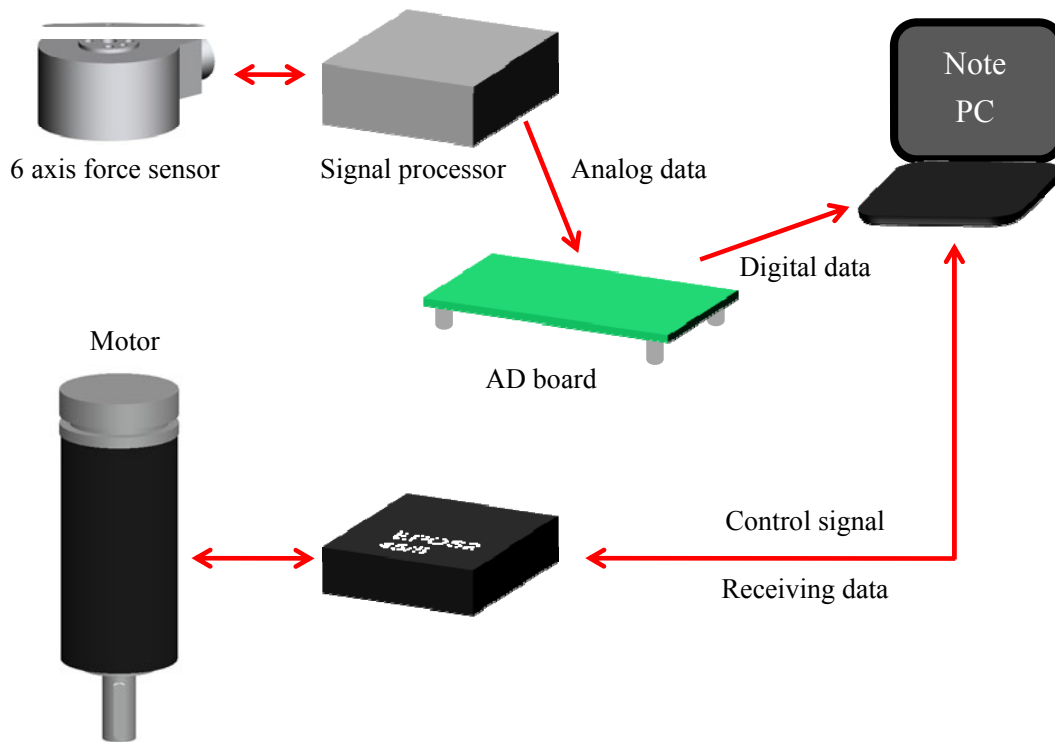 Note
PC
6 axis force sensor
Signal processor
Analog data
Digital data
AD board
Motor
Control signal
Receiving data